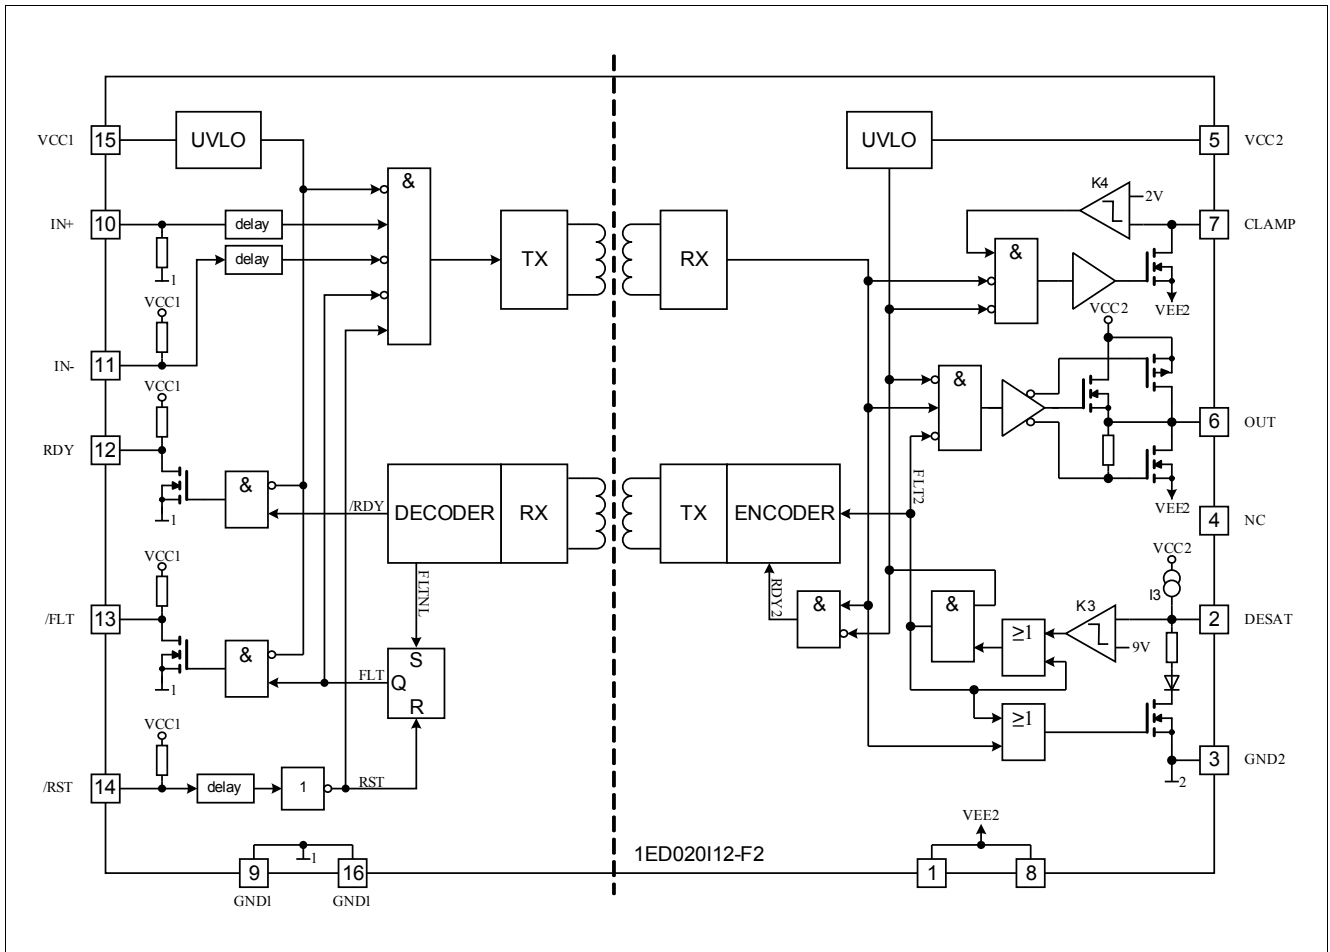 VCC1 15 UVLO
UVLO 5 VCC2
IN+ 10 delay
delay
1
VCC1
IN- 11
&
TX
RX
K4 2V
7 CLAMP
&
VEE2
VCC2
&
6 OUT
VEE2
4 NC
VCC1
RDY 12
&
1
/RDY DECODER RX
TX ENCODER
FLT2
FLTNL
RDY2
&
&
≥1
K3
9V
VCC2
I3
2 DESAT
VCC1
/FLT 13
&
1
FLT
S
Q
R
≥1
3 GND2
2
VCC1
/RST 14 delay 1 RST
1
9 16
GND1 GND1
1ED020I12-F2
VEE2
1 8